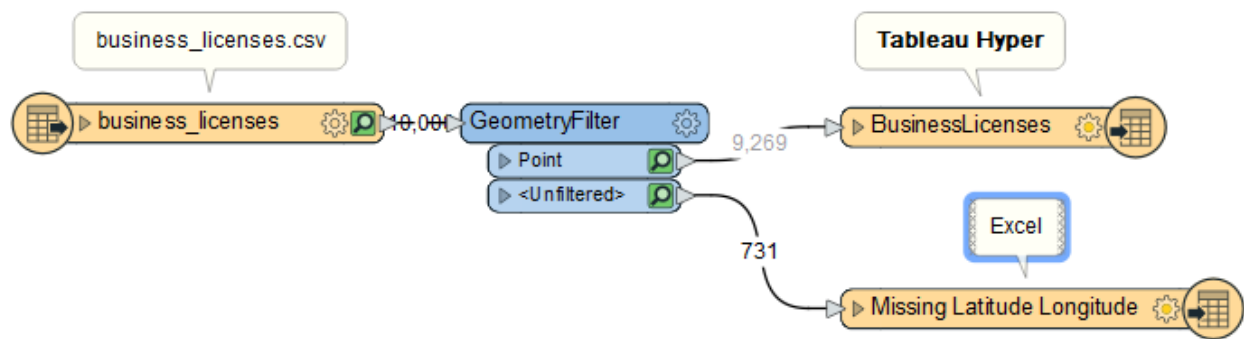 business_licenses.csv
Tableau Hyper
business_licenses
10,000
GeometryFilter
BusinessLicenses
9,269
Point
<Unfiltered>
Excel
731
Missing Latitude Longitude